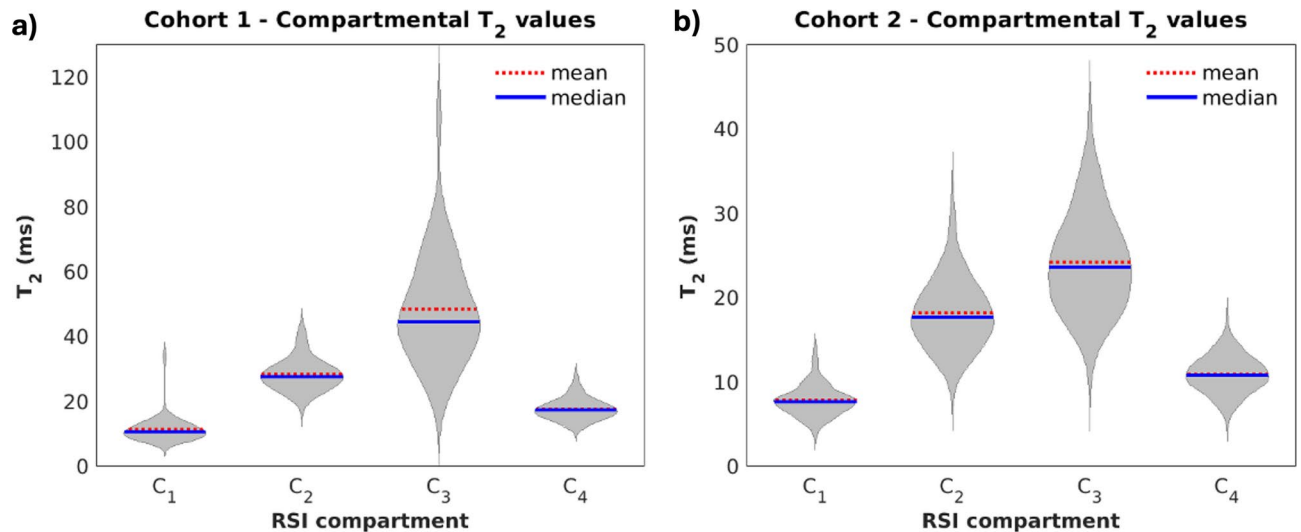 a)
Cohort 1 - Compartmental T₂ values
120
100
80
60
40
20
0
T₂ (ms)
mean
median
C₁ C₂ C₃ C₄
RSI compartment
b)
Cohort 2 - Compartmental T₂ values
50
40
30
20
10
0
T₂ (ms)
mean
median
C₁ C₂ C₃ C₄
RSI compartment